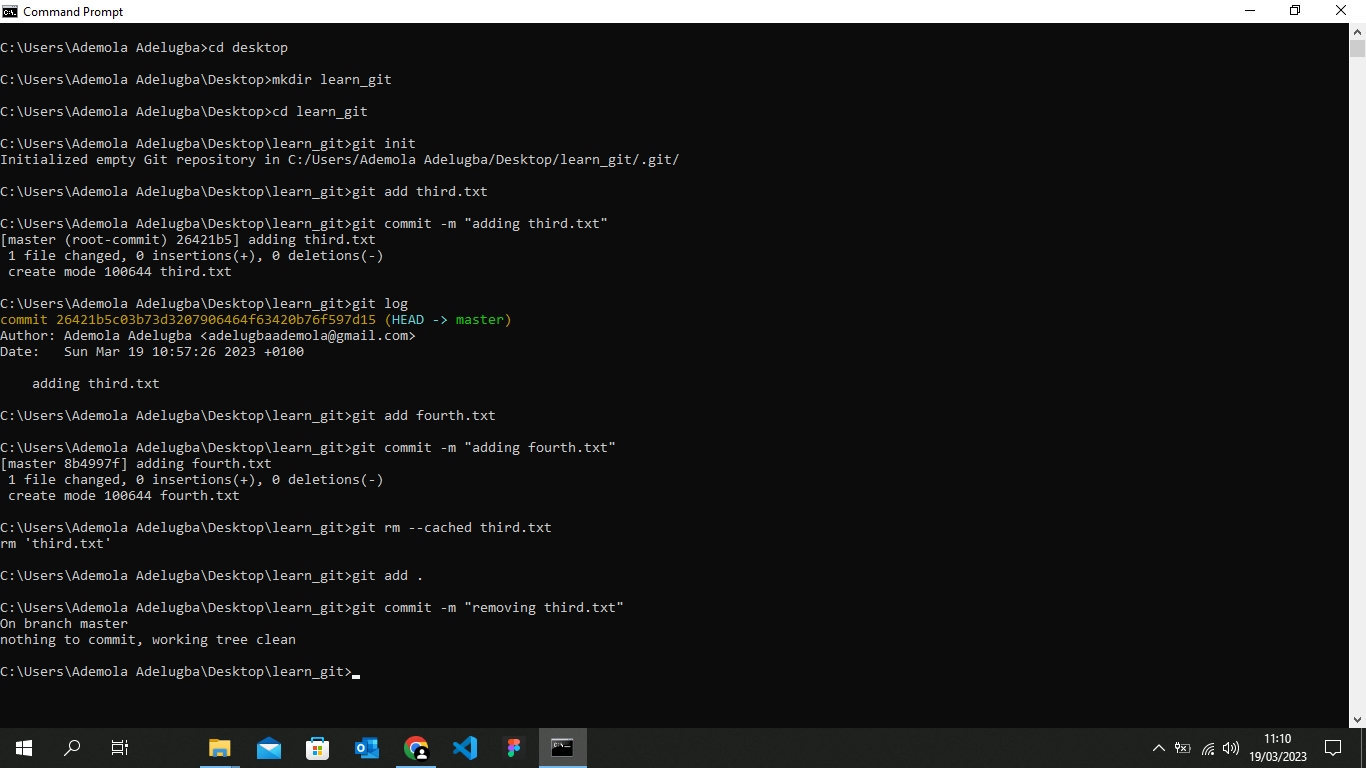 Command Prompt
C:\Users\Ademola Adelugba>cd desktop
C:\Users\Ademola Adelugba\Desktop>mkdir learn_git
C:\Users\Ademola Adelugba\Desktop>cd learn_git
C:\Users\Ademola Adelugba\Desktop\learn_git>git init
Initialized empty Git repository in C:/Users/Ademola Adelugba/Desktop/learn_git/.git/
C:\Users\Ademola Adelugba\Desktop\learn_git>git add third.txt
C:\Users\Ademola Adelugba\Desktop\learn_git>git commit -m "adding third.txt"
[master (root-commit) 26421b5] adding third.txt
 1 file changed, 0 insertions(+), 0 deletions(-)
 create mode 100644 third.txt
C:\Users\Ademola Adelugba\Desktop\learn_git>git log
commit 26421b5c03b73d3207906464f63420b76f597d15 (HEAD -> master)
Author: Ademola Adelugba <adelugbaademola@gmail.com>
Date:   Sun Mar 19 10:57:26 2023 +0100
    adding third.txt
C:\Users\Ademola Adelugba\Desktop\learn_git>git add fourth.txt
C:\Users\Ademola Adelugba\Desktop\learn_git>git commit -m "adding fourth.txt"
[master 8b4997f] adding fourth.txt
 1 file changed, 0 insertions(+), 0 deletions(-)
 create mode 100644 fourth.txt
C:\Users\Ademola Adelugba\Desktop\learn_git>git rm --cached third.txt
rm 'third.txt'
C:\Users\Ademola Adelugba\Desktop\learn_git>git add .
C:\Users\Ademola Adelugba\Desktop\learn_git>git commit -m "removing third.txt"
On branch master
nothing to commit, working tree clean
C:\Users\Ademola Adelugba\Desktop\learn_git>
11:10
19/03/2023